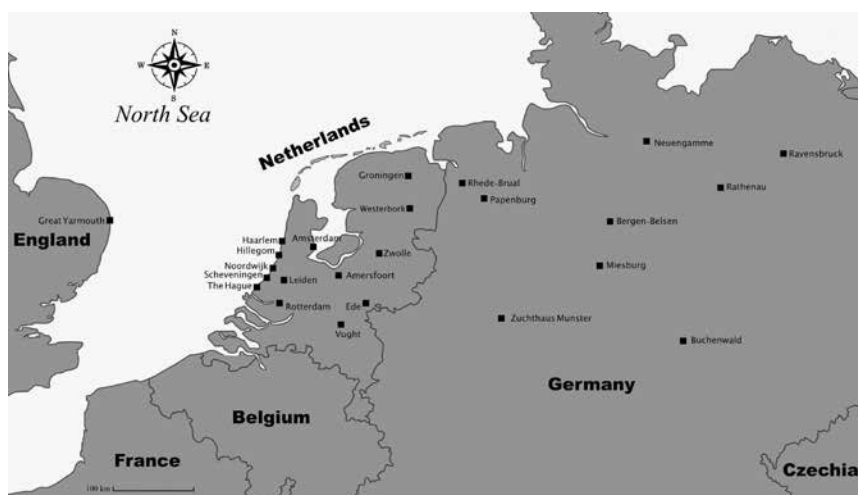 N
W E
S
North Sea
Netherlands
Neuengamme
Ravensbruck
Groningen
Rhede-Brual
Rathenau
Papenburg
Westerbork
Great Yarmouth
Bergen-Belsen
England
Haarlem
Amsterdam
Hillegom
Zwolle
Noordwijk
Miesburg
Scheveningen
Leiden
Amersfoort
The Hague
Rotterdam
Ede
Zuchthaus Munster
Vught
Buchenwald
Germany
Belgium
France
Czechia
100 km